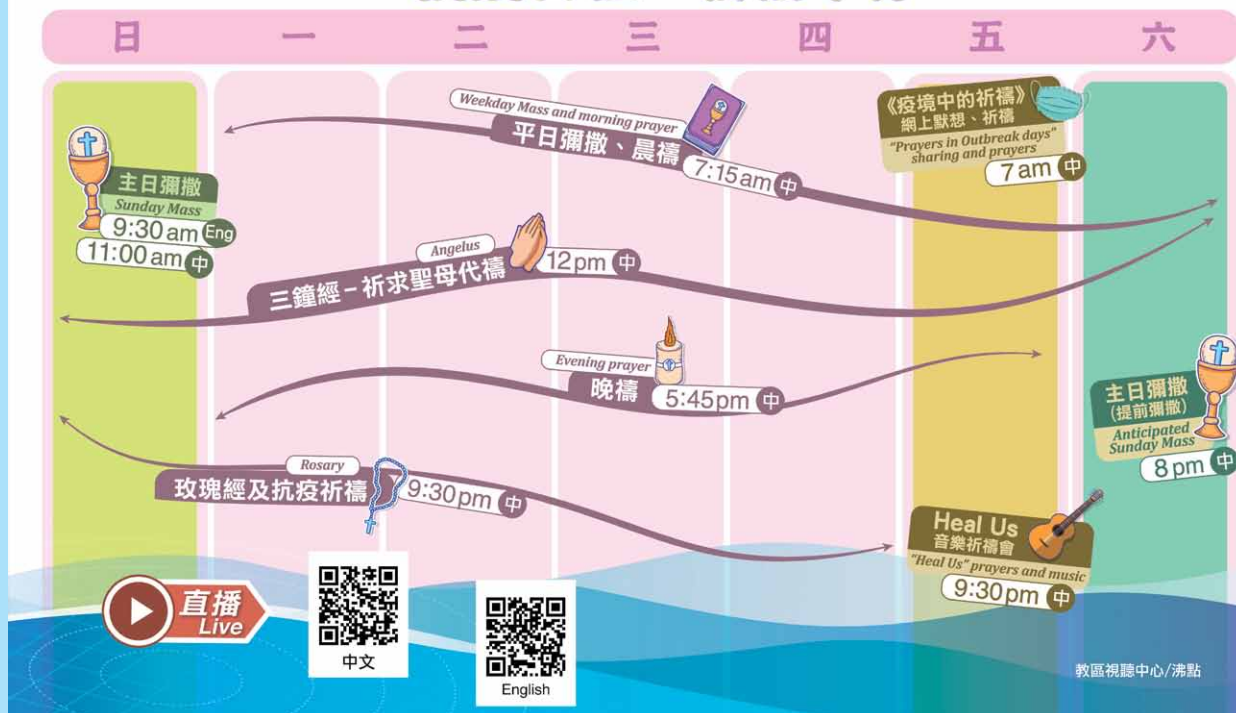 日 一 二 三 四 五 六
Weekday Mass and morning prayer
平日彌撒、晨禱
7:15am 中
《疫境中的祈禱》
網上默想、祈禱
"Prayers in Outbreak days"
sharing and prayers
7am 中
主日彌撒
Sunday Mass
9:30 am Eng
11:00 am 中
Angelus
三鐘經－祈求聖母代禱
12pm 中
Evening prayer
晚禱
5:45pm 中
主日彌撒
(提前彌撒)
Anticipated
Sunday Mass
8pm 中
Rosary
玫瑰經及抗疫祈禱
9:30pm 中
Heal Us
音樂祈禱會
"Heal Us" prayers and music
9:30pm 中
直播
Live
中文
English
教區視聽中心/沸點